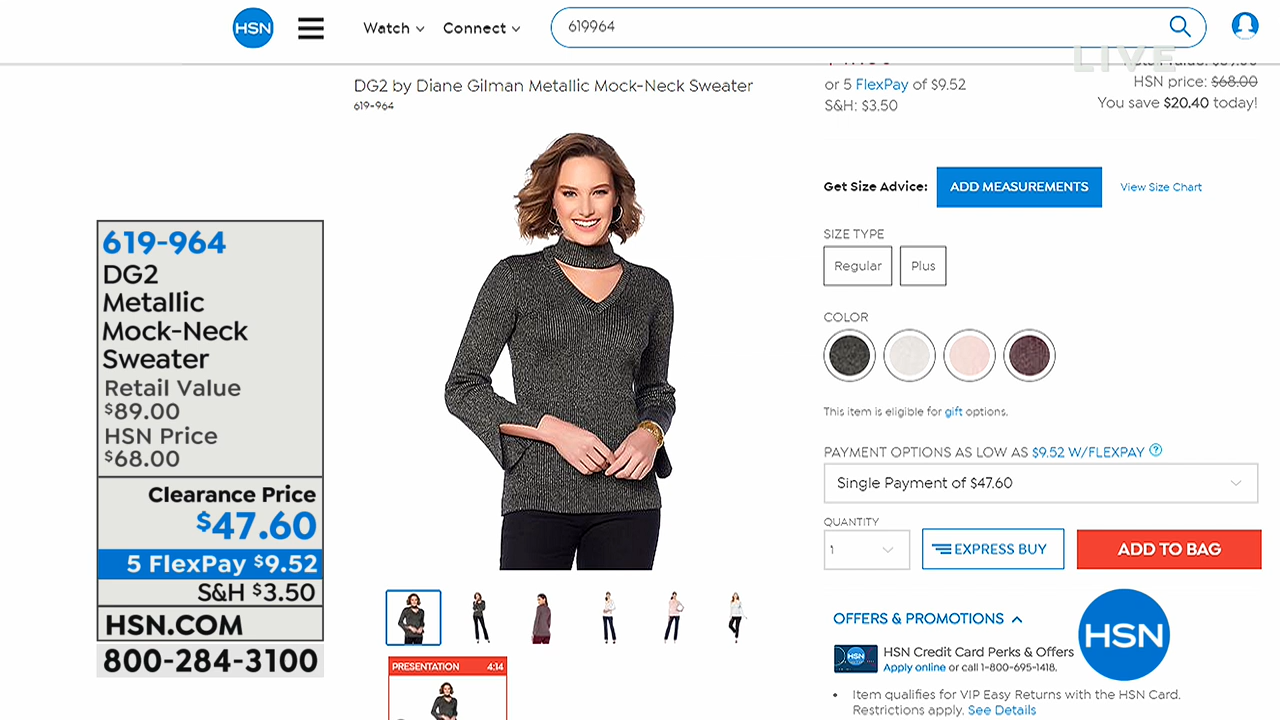 HSN
Watch
Connect
619964
LIVE
DG2 by Diane Gilman Metallic Mock-Neck Sweater
619-964
or 5 FlexPay of $9.52
S&H: $3.50
HSN price: $68.00
You save $20.40 today!
Get Size Advice:
ADD MEASUREMENTS
View Size Chart
SIZE TYPE
Regular
Plus
COLOR
This item is eligible for gift options.
PAYMENT OPTIONS AS LOW AS $9.52 W/FLEXPAY ?
Single Payment of $47.60
QUANTITY
1
EXPRESS BUY
ADD TO BAG
OFFERS & PROMOTIONS
HSN
HSN Credit Card Perks & Offers
Apply online or call 1-800-695-1418.
• Item qualifies for VIP Easy Returns with the HSN Card.
Restrictions apply. See Details
HSN
PRESENTATION 4:14
619-964
DG2
Metallic
Mock-Neck
Sweater
Retail Value
$89.00
HSN Price
$68.00
Clearance Price
$47.60
5 FlexPay $9.52
S&H $3.50
HSN.COM
800-284-3100